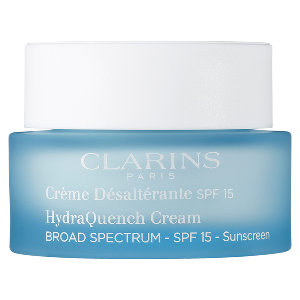 CLARINS
PARIS
Crème Désaltérante SPF 15
HydraQuench Cream
BROAD SPECTRUM - SPF 15 - Sunscreen